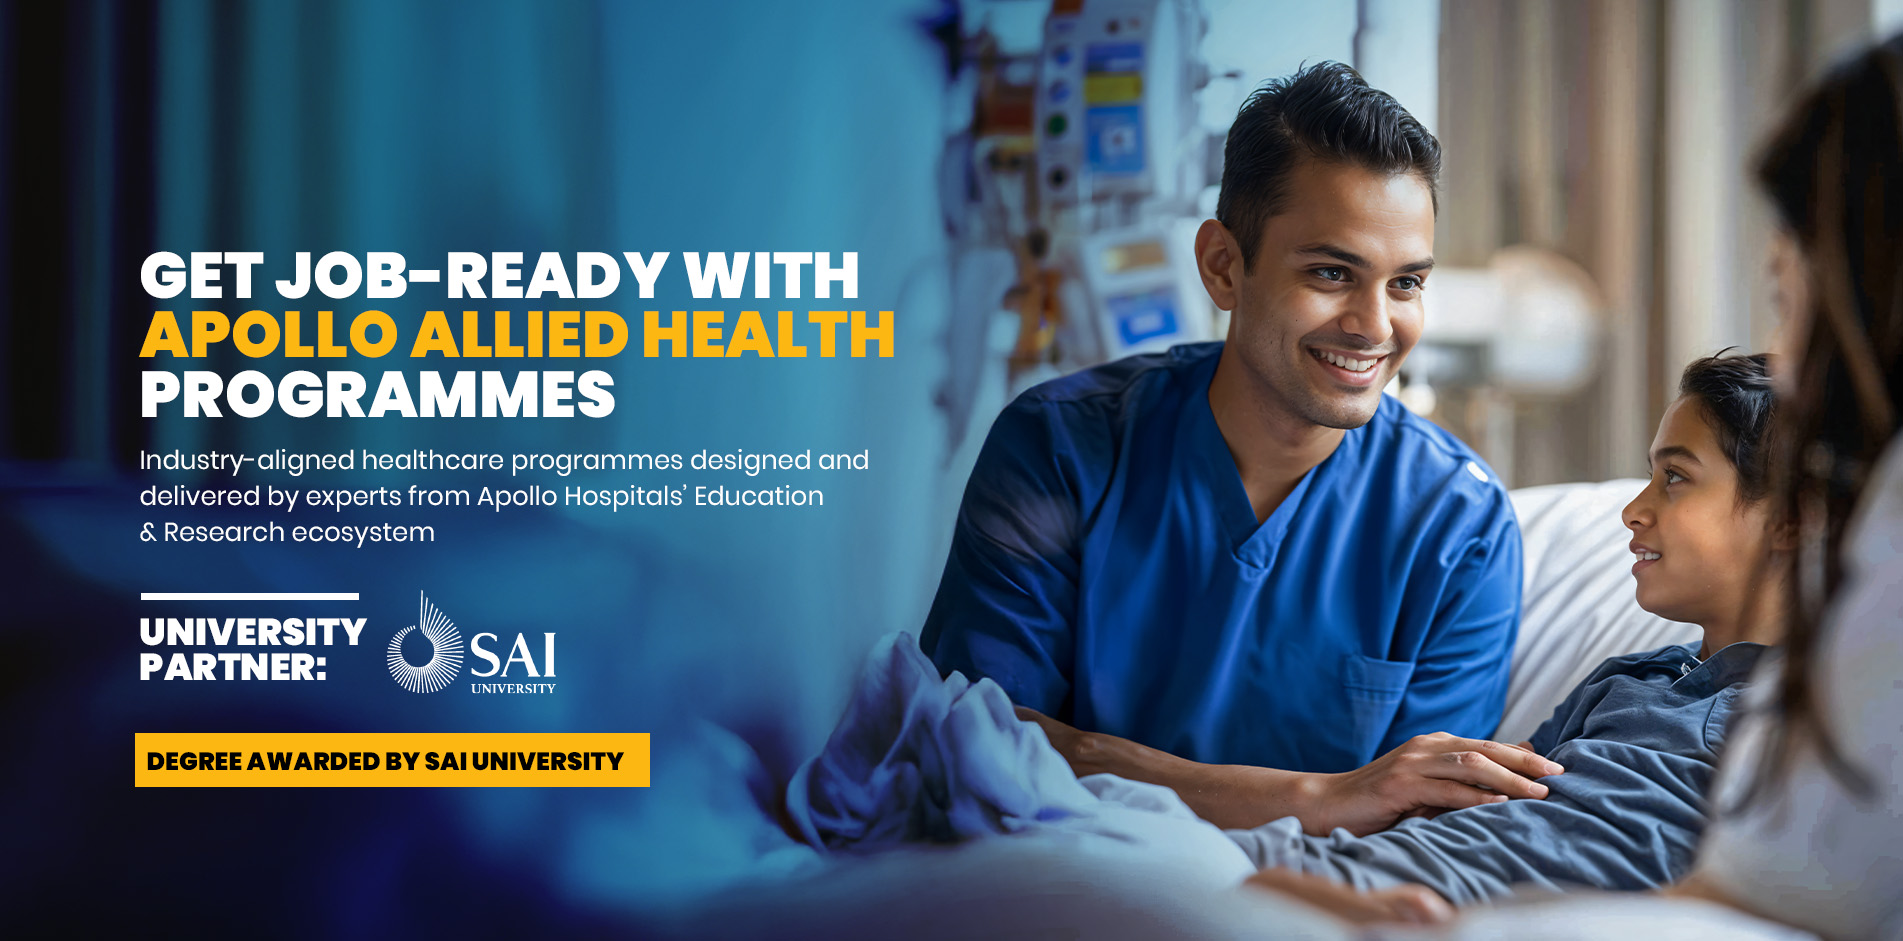 GET JOB-READY WITH
APOLLO ALLIED HEALTH
PROGRAMMES
Industry-aligned healthcare programmes designed and
delivered by experts from Apollo Hospitals’ Education
& Research ecosystem
UNIVERSITY
PARTNER:
SAI
UNIVERSITY
DEGREE AWARDED BY SAI UNIVERSITY